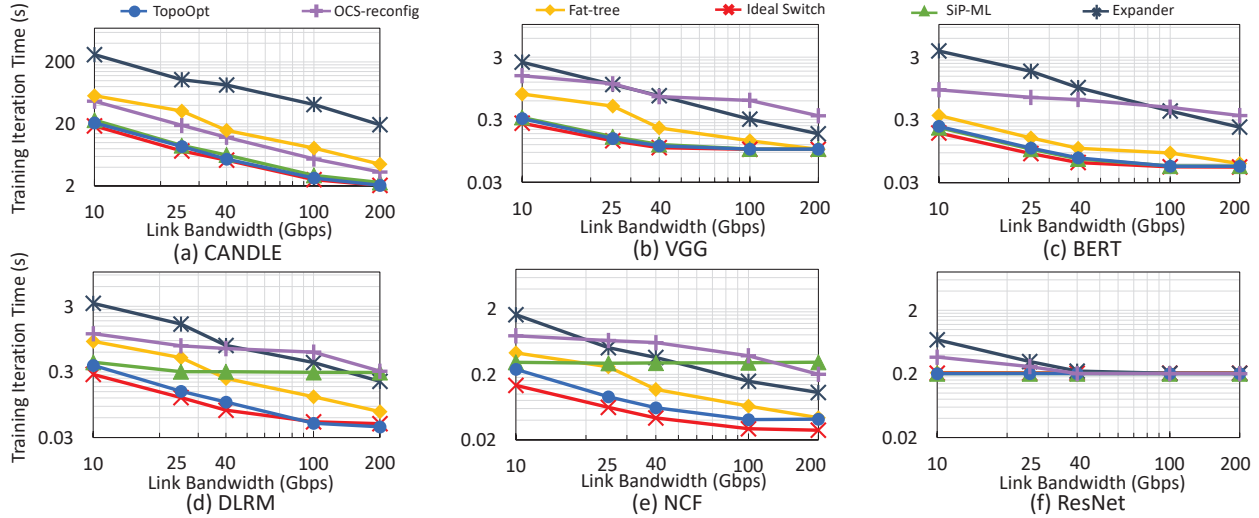 TopoOpt OCS-reconfig Fat-tree Ideal Switch SiP-ML Expander
Training Iteration Time (s)
200
20
2
10 25 40 100 200
Link Bandwidth (Gbps)
(a) CANDLE
3
0.3
0.03
10 25 40 100 200
Link Bandwidth (Gbps)
(b) VGG
3
0.3
0.03
10 25 40 100 200
Link Bandwidth (Gbps)
(c) BERT
Training Iteration Time (s)
3
0.3
0.03
10 25 40 100 200
Link Bandwidth (Gbps)
(d) DLRM
2
0.2
0.02
10 25 40 100 200
Link Bandwidth (Gbps)
(e) NCF
2
0.2
0.02
10 25 40 100 200
Link Bandwidth (Gbps)
(f) ResNet